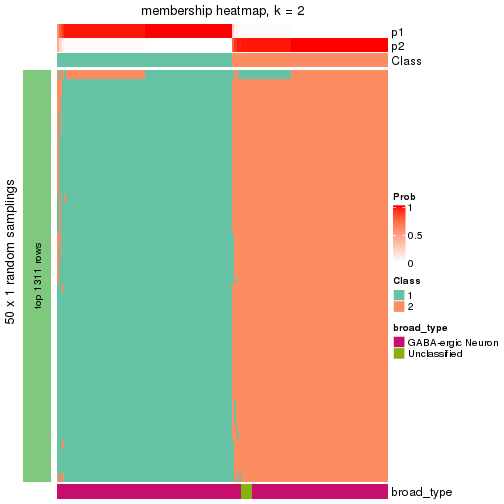 membership heatmap, k = 2
p1
p2
Class
50 x 1 random samplings
top 1311 rows
Prob
1
0.5
0
Class
1
2
broad_type
GABA-ergic Neuron
Unclassified
broad_type